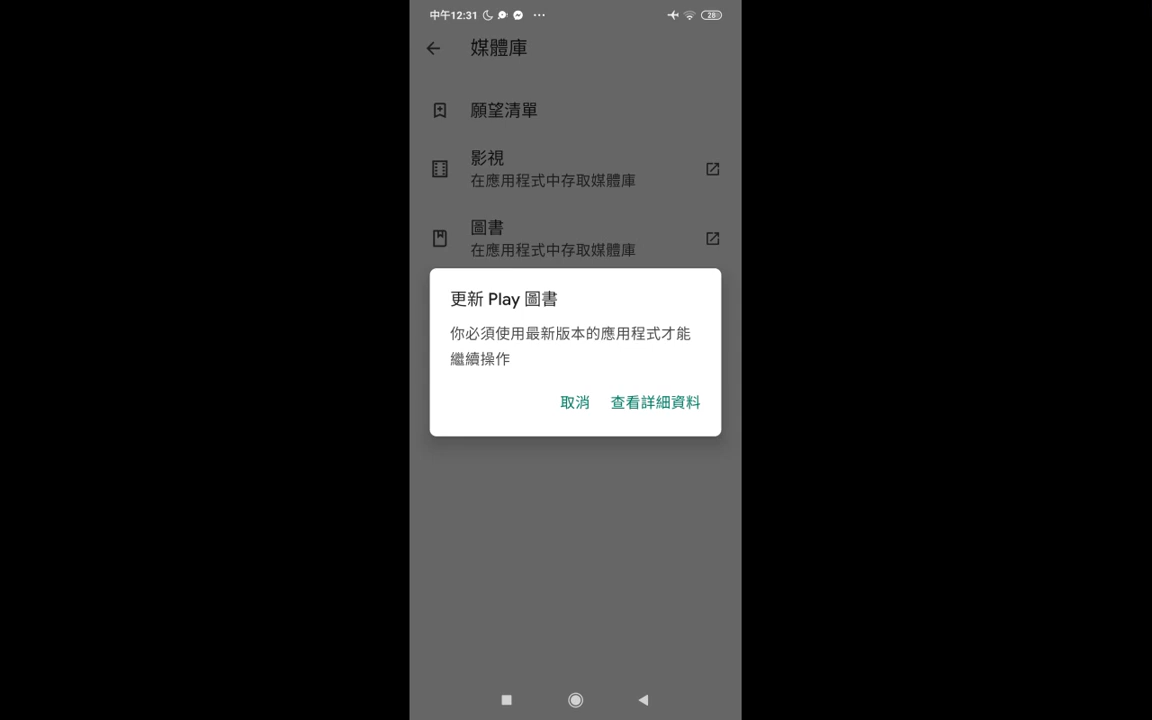 中午12:31
28
媒體庫
願望清單
影視
在應用程式中存取媒體庫
圖書
在應用程式中存取媒體庫
更新 Play 圖書
你必須使用最新版本的應用程式才能
繼續操作
取消 查看詳細資料